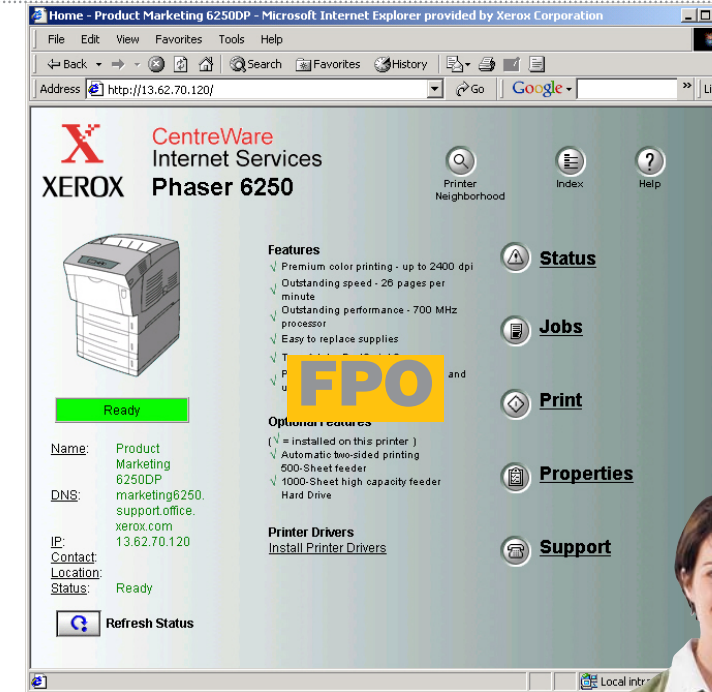 Home - Product Marketing 6250DP - Microsoft Internet Explorer provided by Xerox Corporation
File Edit View Favorites Tools Help
Back Search Favorites History Go Google
Address http://13.62.70.120/
X CentreWare
Internet Services
XEROX Phaser 6250
Printer
Neighborhood
Index
Help
Features
√ Premium color printing - up to 2400 dpi
√ Outstanding speed - 26 pages per
minute
√ Outstanding performance - 700 MHz
processor
√ Easy to replace supplies
and
FPO
Optional Features
(√ = installed on this printer )
√ Automatic two-sided printing
500-Sheet feeder
√ 1000-Sheet high capacity feeder
Hard Drive
Printer Drivers
Install Printer Drivers
Status
Jobs
Print
Properties
Support
Ready
Name: Product
Marketing
6250DP
DNS: marketing6250.
support.office.
xerox.com
IP: 13.62.70.120
Contact:
Location:
Status: Ready
Refresh Status
Local